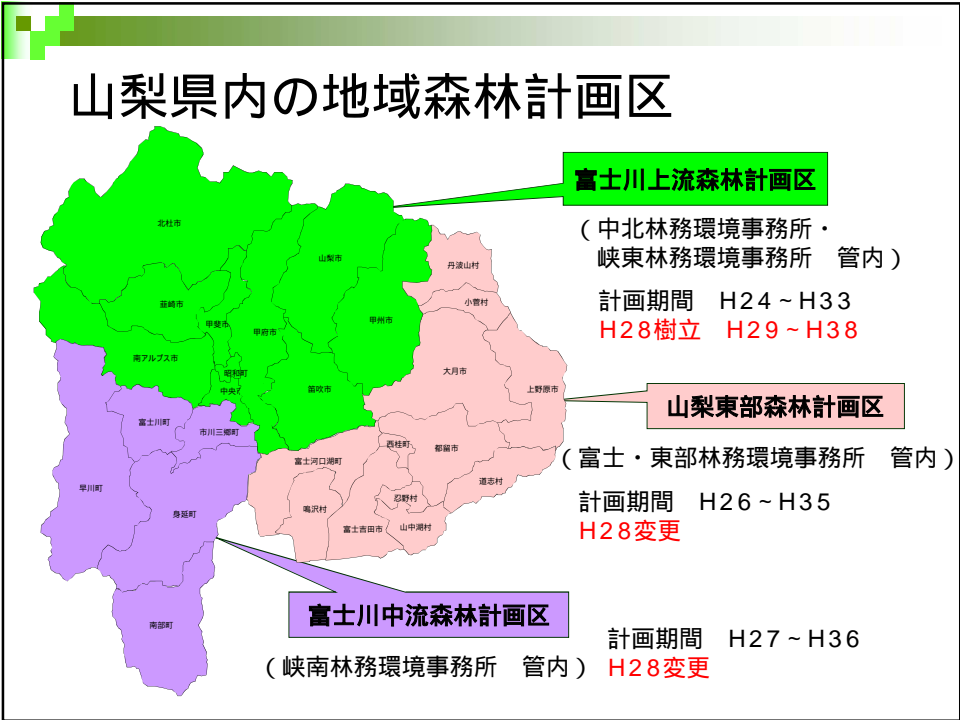 山梨県内の地域森林計画区
富士川上流森林計画区
（中北林務環境事務所・
峡東林務環境事務所　管内）
計画期間　H24～H33
H28樹立　H29～H38
山梨東部森林計画区
（富士・東部林務環境事務所　管内）
計画期間　H26～H35
H28変更
富士川中流森林計画区
（峡南林務環境事務所　管内）
計画期間　H27～H36
H28変更
北杜市
山梨市
丹波山村
小菅村
韮崎市
甲斐市
甲府市
甲州市
南アルプス市
昭和町
中央市
笛吹市
大月市
上野原市
富士川町
市川三郷町
西桂町
都留市
富士河口湖町
道志村
早川町
忍野村
鳴沢村
身延町
富士吉田市
山中湖村
南部町